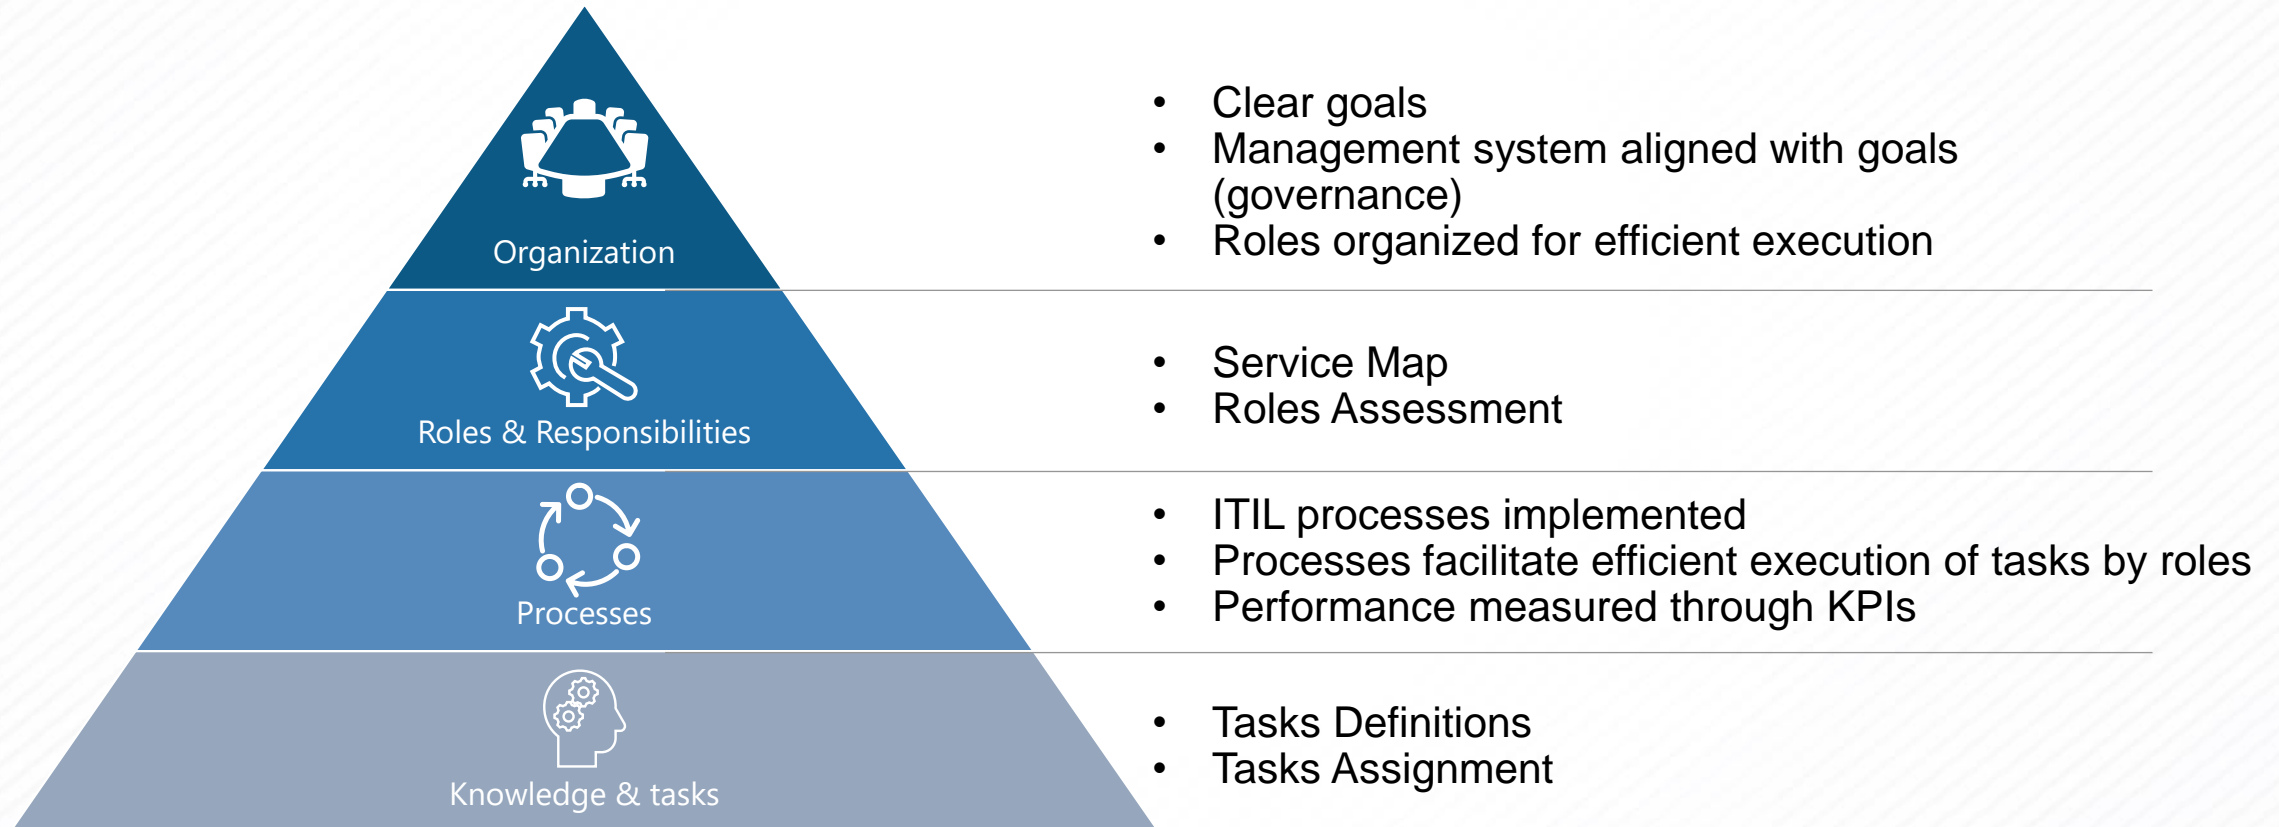 Organization
• Clear goals
• Management system aligned with goals
(governance)
• Roles organized for efficient execution
Roles & Responsibilities
• Service Map
• Roles Assessment
Processes
• ITIL processes implemented
• Processes facilitate efficient execution of tasks by roles
• Performance measured through KPIs
Knowledge & tasks
• Tasks Definitions
• Tasks Assignment